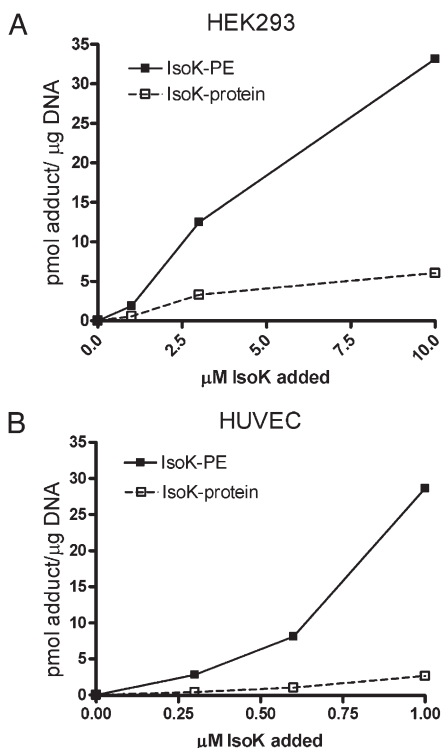 A
HEK293
IsoK-PE
IsoK-protein
pmol adduct/ μg DNA
35
30
25
20
15
10
5
0
0.0 2.5 5.0 7.5 10.0
μM IsoK added
B
HUVEC
IsoK-PE
IsoK-protein
pmol adduct/μg DNA
35
30
25
20
15
10
5
0
0.00 0.25 0.50 0.75 1.00
μM IsoK added